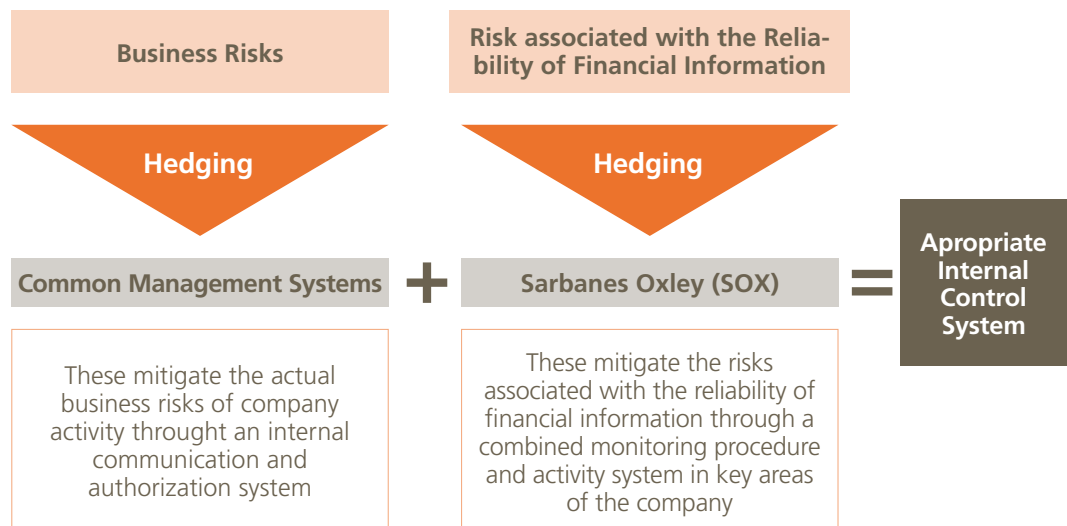 Business Risks
Risk associated with the Relia-
bility of Financial Information
Hedging
Hedging
Common Management Systems
+
Sarbanes Oxley (SOX)
=
Apropriate
Internal
Control
System
These mitigate the actual
business risks of company
activity throught an internal
communication and
authorization system
These mitigate the risks
associated with the reliability of
financial information through a
combined monitoring procedure
and activity system in key areas
of the company